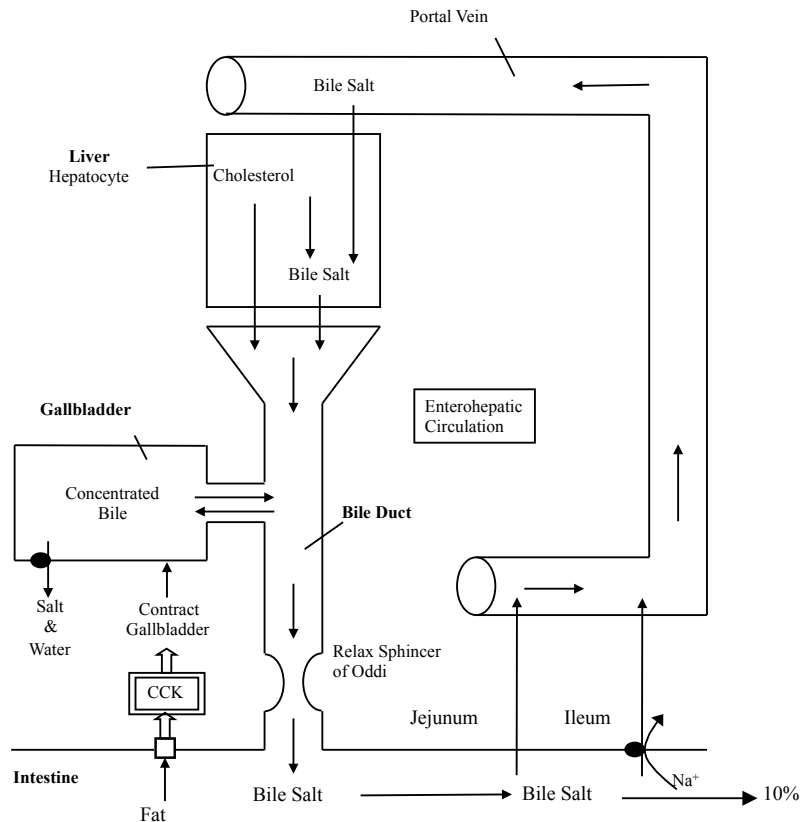 Portal Vein
Bile Salt
Liver
Hepatocyte
Cholesterol
Bile Salt
Gallbladder
Enterohepatic
Circulation
Concentrated
Bile
Bile Duct
Salt
&
Water
Contract
Gallbladder
Relax Sphincer
of Oddi
CCK
Jejunum
Ileum
Intestine
Na⁺
Bile Salt
Bile Salt
10%
Fat